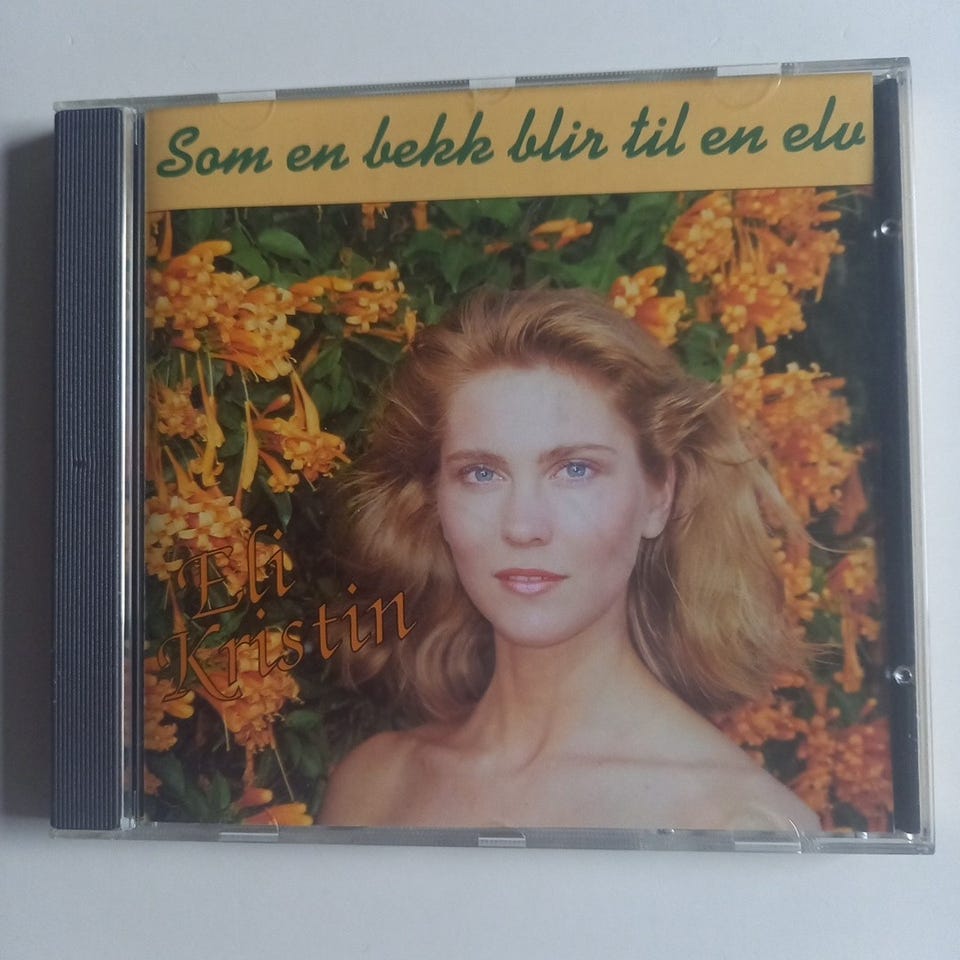 Som en bekk blir til en elv
Eli
Kristin